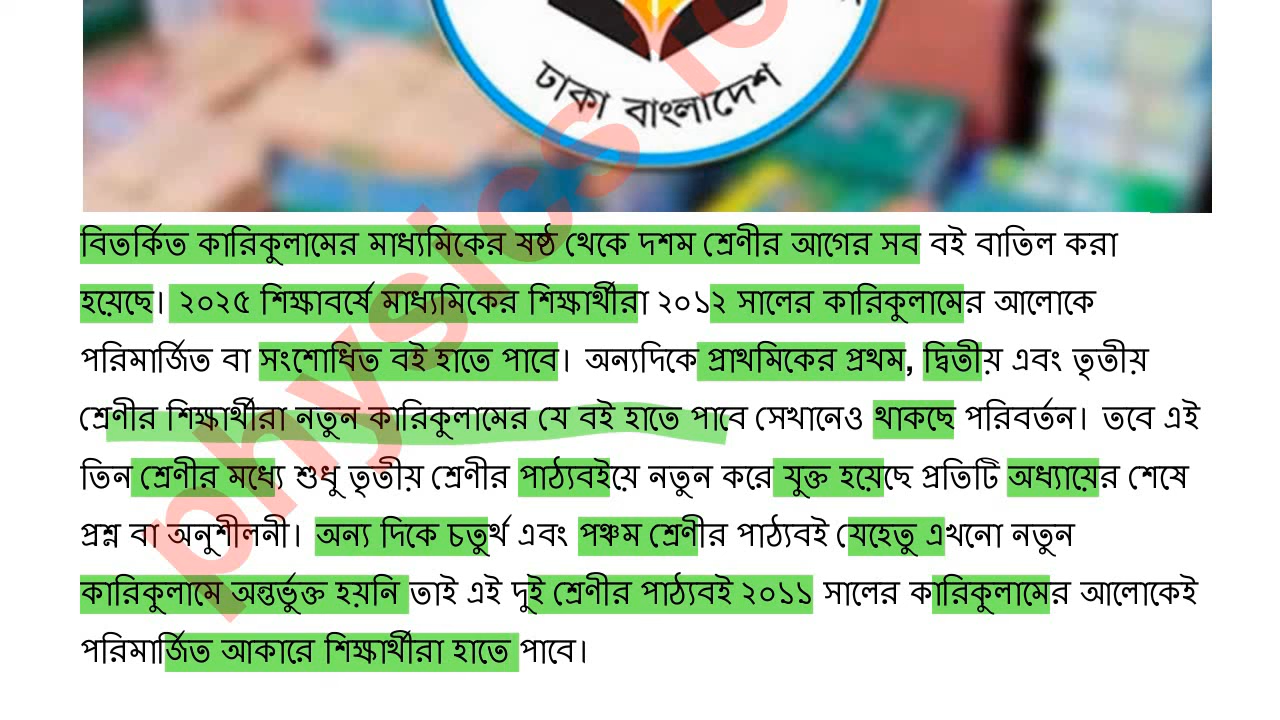 ঢাকা বাংলাদেশ
বিতর্কিত কারিকুলামের মাধ্যমিকের ষষ্ঠ থেকে দশম শ্রেণীর আগের সব বই বাতিল করা
হয়েছে। ২০২৫ শিক্ষাবর্ষে মাধ্যমিকের শিক্ষার্থীরা ২০১২ সালের কারিকুলামের আলোকে
পরিমার্জিত বা সংশোধিত বই হাতে পাবে। অন্যদিকে প্রাথমিকের প্রথম, দ্বিতীয় এবং তৃতীয়
শ্রেণীর শিক্ষার্থীরা নতুন কারিকুলামের যে বই হাতে পাবে সেখানেও থাকছে পরিবর্তন। তবে এই
তিন শ্রেণীর মধ্যে শুধু তৃতীয় শ্রেণীর পাঠ্যবইয়ে নতুন করে যুক্ত হয়েছে প্রতিটি অধ্যায়ের শেষে
প্রশ্ন বা অনুশীলনী। অন্য দিকে চতুর্থ এবং পঞ্চম শ্রেণীর পাঠ্যবই যেহেতু এখনো নতুন
কারিকুলামে অন্তর্ভুক্ত হয়নি তাই এই দুই শ্রেণীর পাঠ্যবই ২০১১ সালের কারিকুলামের আলোকেই
পরিমার্জিত আকারে শিক্ষার্থীরা হাতে পাবে।
physics